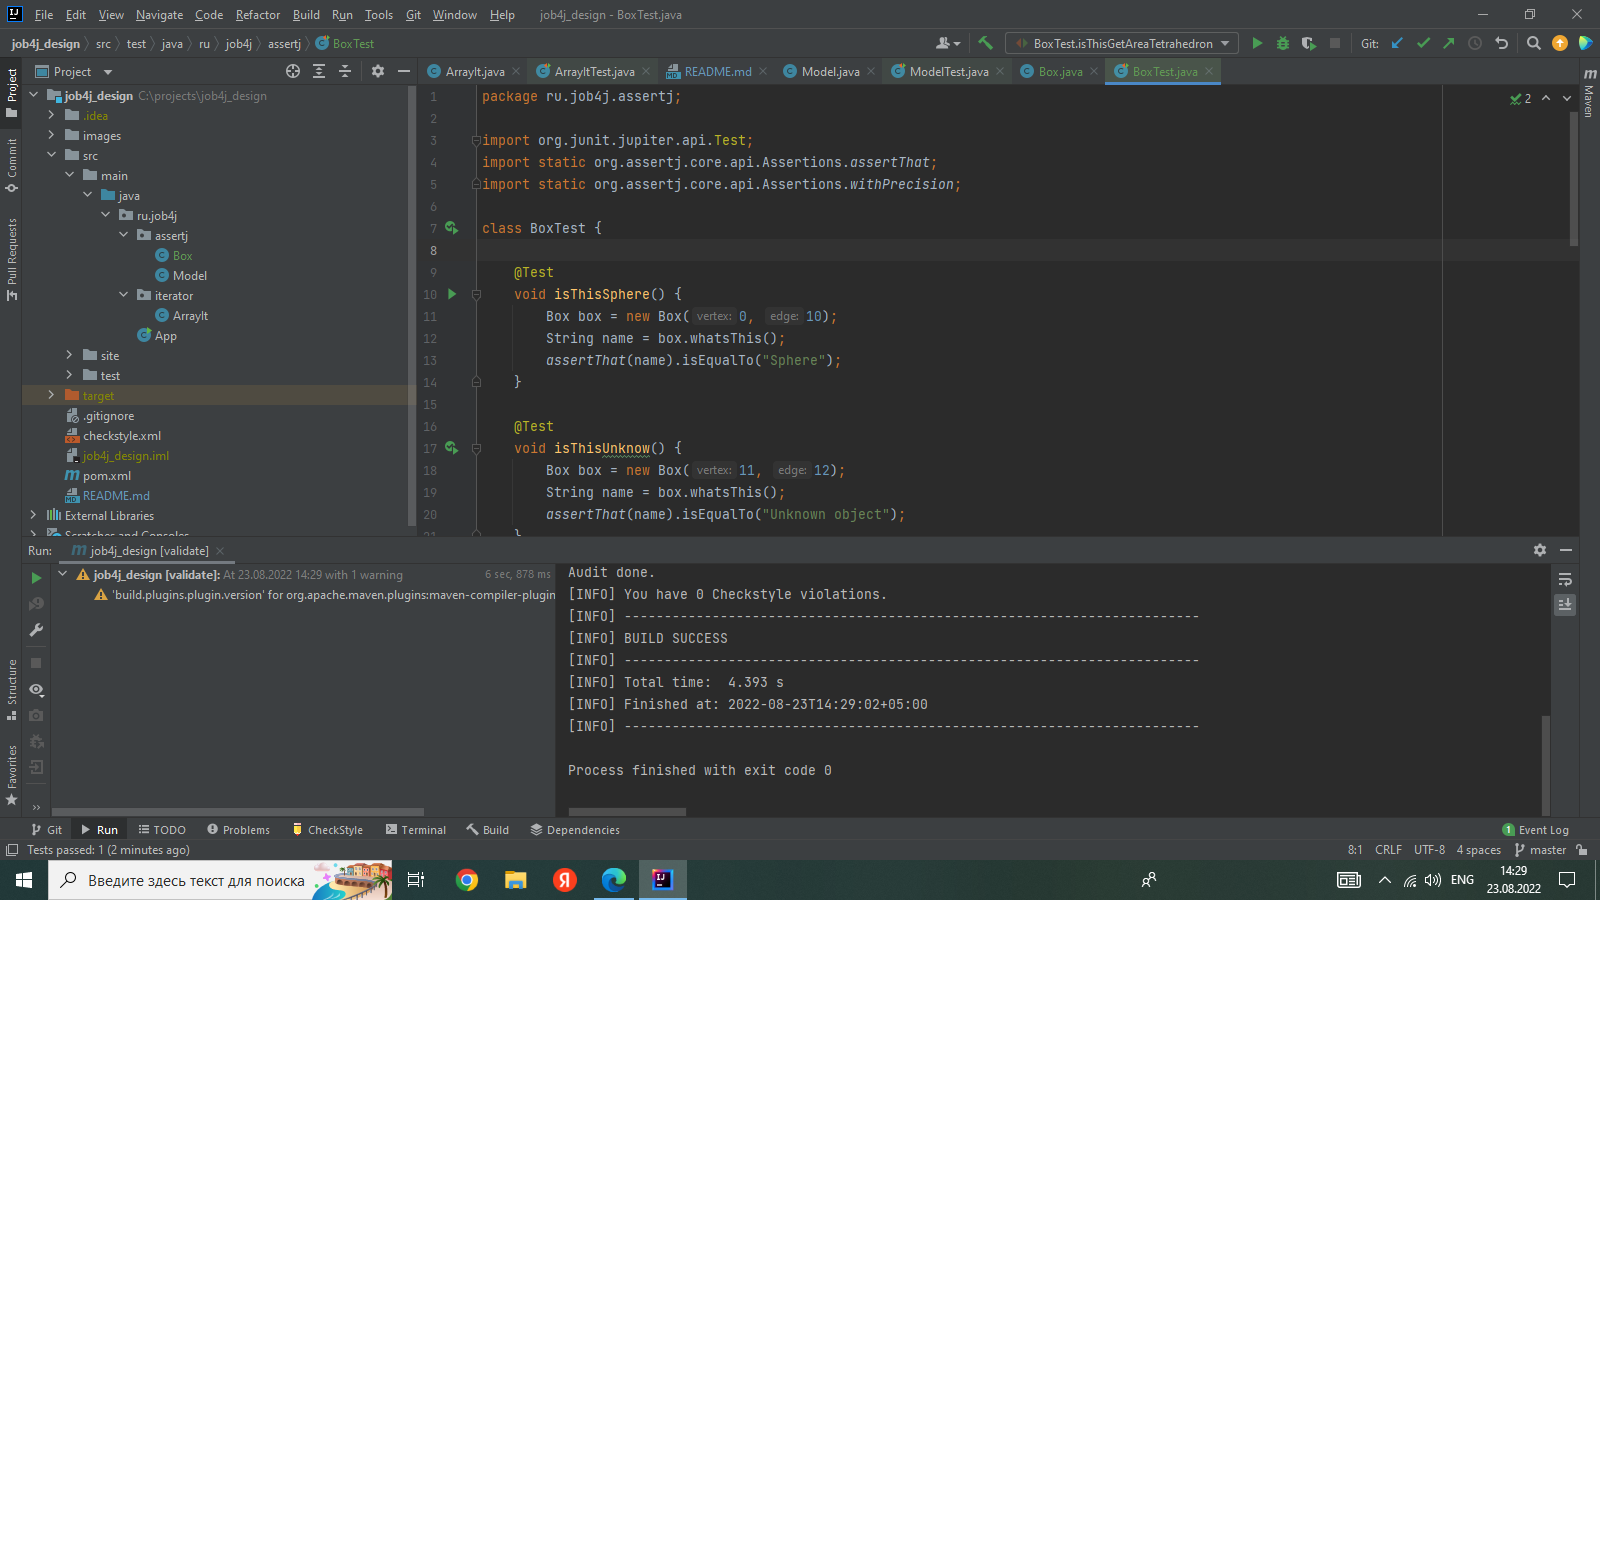 File Edit View Navigate Code Refactor Build Run Tools Git Window Help job4j_design - BoxTest.java
job4j_design src test java ru job4j assertj BoxTest
BoxTest.isThisGetAreaTetrahedron Git:
Project
ArrayIt.java ArrayItTest.java README.md Model.java ModelTest.java Box.java BoxTest.java
job4j_design C:\projects\job4j_design
.idea
images
src
main
java
ru.job4j
assertj
Box
Model
iterator
ArrayIt
App
site
test
target
.gitignore
checkstyle.xml
job4j_design.iml
pom.xml
README.md
External Libraries
Scratches and Consoles
Project
Commit
Pull Requests
Structure
Favorites
Maven
2
1 package ru.job4j.assertj;
2
3 import org.junit.jupiter.api.Test;
4 import static org.assertj.core.api.Assertions.assertThat;
5 import static org.assertj.core.api.Assertions.withPrecision;
6
7 class BoxTest {
8
9 @Test
10 void isThisSphere() {
11 Box box = new Box( vertex: 0, edge: 10);
12 String name = box.whatsThis();
13 assertThat(name).isEqualTo("Sphere");
14 }
15
16 @Test
17 void isThisUnknow() {
18 Box box = new Box( vertex: 11, edge: 12);
19 String name = box.whatsThis();
20 assertThat(name).isEqualTo("Unknown object");
21 }
Run: job4j_design [validate]
job4j_design [validate]: At 23.08.2022 14:29 with 1 warning 6 sec, 878 ms
'build.plugins.plugin.version' for org.apache.maven.plugins:maven-compiler-plugin
Audit done.
[INFO] You have 0 Checkstyle violations.
[INFO] ------------------------------------------------------------------------
[INFO] BUILD SUCCESS
[INFO] ------------------------------------------------------------------------
[INFO] Total time:  4.393 s
[INFO] Finished at: 2022-08-23T14:29:02+05:00
[INFO] ------------------------------------------------------------------------
Process finished with exit code 0
Git Run TODO Problems CheckStyle Terminal Build Dependencies 1 Event Log
Tests passed: 1 (2 minutes ago) 8:1 CRLF UTF-8 4 spaces master
Введите здесь текст для поиска Я ENG 14:29
23.08.2022